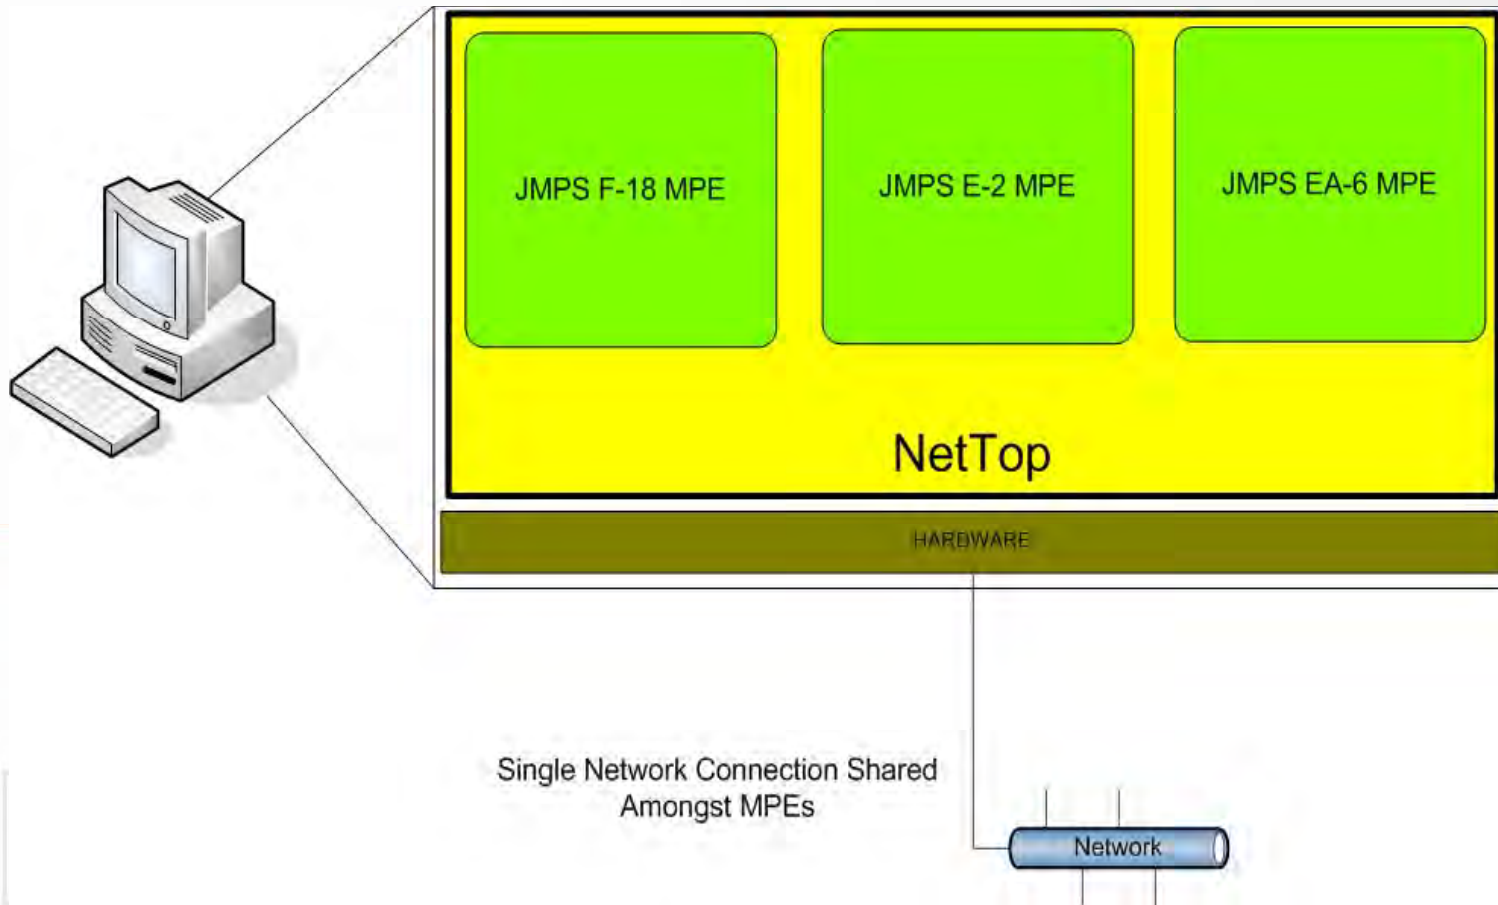 JMPS F-18 MPE
JMPS E-2 MPE
JMPS EA-6 MPE
NetTop
HARDWARE
Single Network Connection Shared
Amongst MPEs
Network